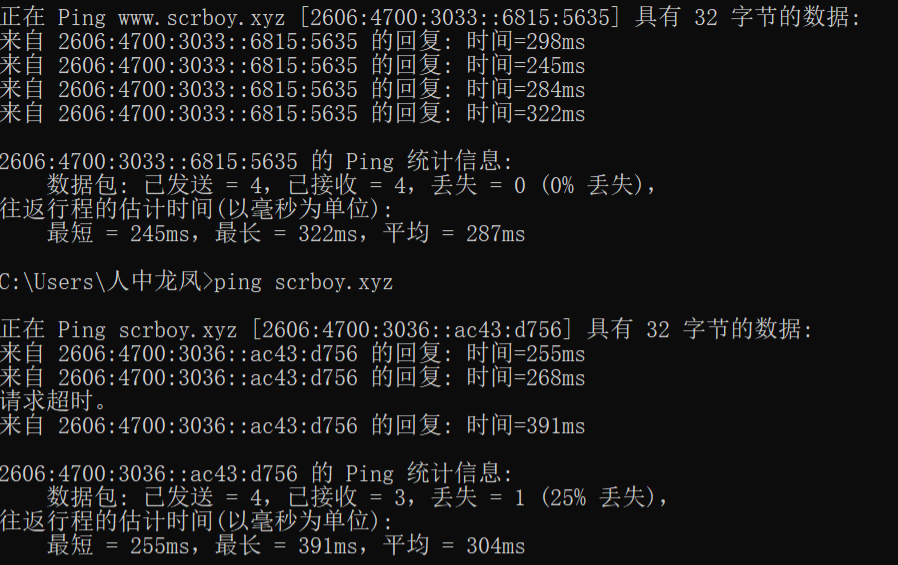 正在 Ping www.scrboy.xyz [2606:4700:3033::6815:5635] 具有 32 字节的数据:
来自 2606:4700:3033::6815:5635 的回复: 时间=298ms
来自 2606:4700:3033::6815:5635 的回复: 时间=245ms
来自 2606:4700:3033::6815:5635 的回复: 时间=284ms
来自 2606:4700:3033::6815:5635 的回复: 时间=322ms
2606:4700:3033::6815:5635 的 Ping 统计信息:
数据包: 已发送 = 4，已接收 = 4，丢失 = 0 (0% 丢失)，
往返行程的估计时间(以毫秒为单位):
最短 = 245ms，最长 = 322ms，平均 = 287ms
C:\Users\人中龙凤>ping scrboy.xyz
正在 Ping scrboy.xyz [2606:4700:3036::ac43:d756] 具有 32 字节的数据:
来自 2606:4700:3036::ac43:d756 的回复: 时间=255ms
来自 2606:4700:3036::ac43:d756 的回复: 时间=268ms
请求超时。
来自 2606:4700:3036::ac43:d756 的回复: 时间=391ms
2606:4700:3036::ac43:d756 的 Ping 统计信息:
数据包: 已发送 = 4，已接收 = 3，丢失 = 1 (25% 丢失)，
往返行程的估计时间(以毫秒为单位):
最短 = 255ms，最长 = 391ms，平均 = 304ms